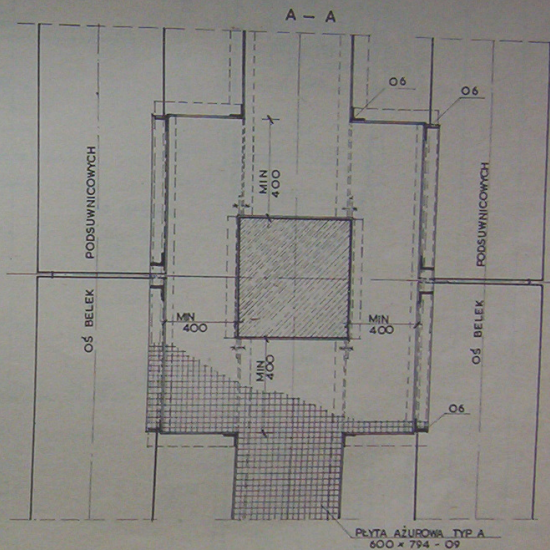 A — A
O6
O6
PODSUWNICOWYCH
OŚ BELEK
MIN
400
PODSUWNICOWYCH
OŚ BELEK
MIN
400
MIN
400
MIN
400
O6
PŁYTA AŻUROWA TYP A
600 × 794 - 09